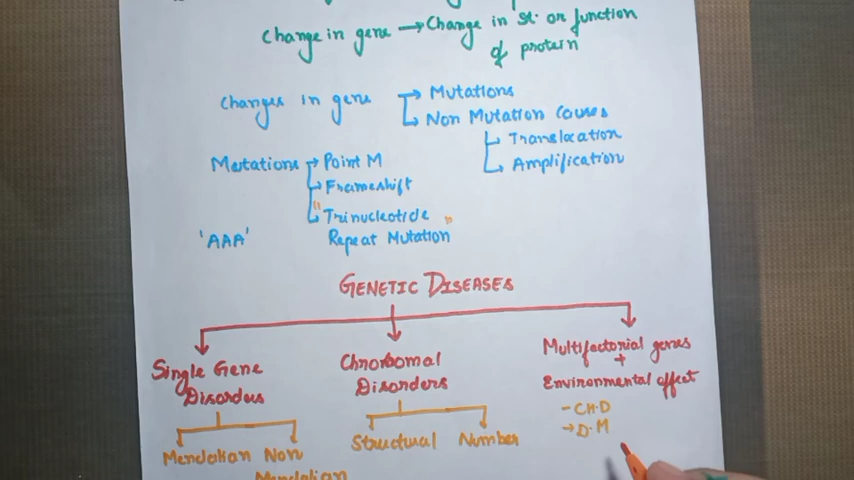 Change in gene → Change in St. or function
of protein
Changes in gene → Mutations
Non Mutation causes
Translocation
Amplification
Mutations → Point M
Frameshift
"Trinucleotide "
Repeat Mutation
'AAA'
GENETIC DISEASES
Single Gene
Disorders
Mendelian Non
Mendelian
Chrosomal
Disorders
Structural Number
Multifactorial genes
+
Environmental effect
- CH.D
→ D.M